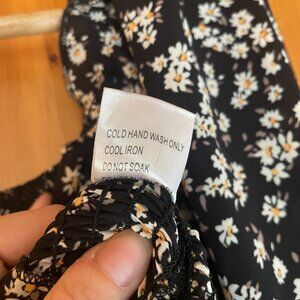 COLD HAND WASH ONLY
COOL IRON
DO NOT SOAK